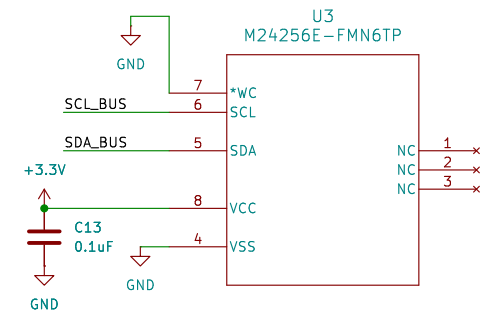 U3
M24256E-FMN6TP
GND
7
*WC
SCL_BUS
6
SCL
SDA_BUS
5
SDA
NC
1
NC
2
NC
3
+3.3V
8
VCC
C13
0.1uF
4
VSS
GND
GND